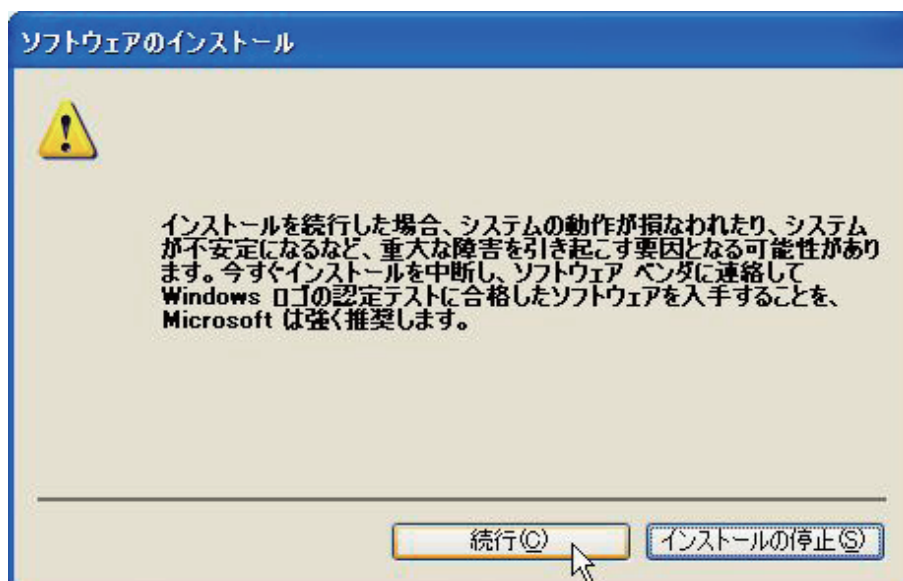 ソフトウェアのインストール
インストールを続行した場合、システムの動作が損なわれたり、システム
が不安定になるなど、重大な障害を引き起こす要因となる可能性があり
ます。今すぐインストールを中断し、ソフトウェア ベンダに連絡して
Windows ロゴの認定テストに合格したソフトウェアを入手することを、
Microsoft は強く推奨します。
続行(C)
インストールの停止(S)